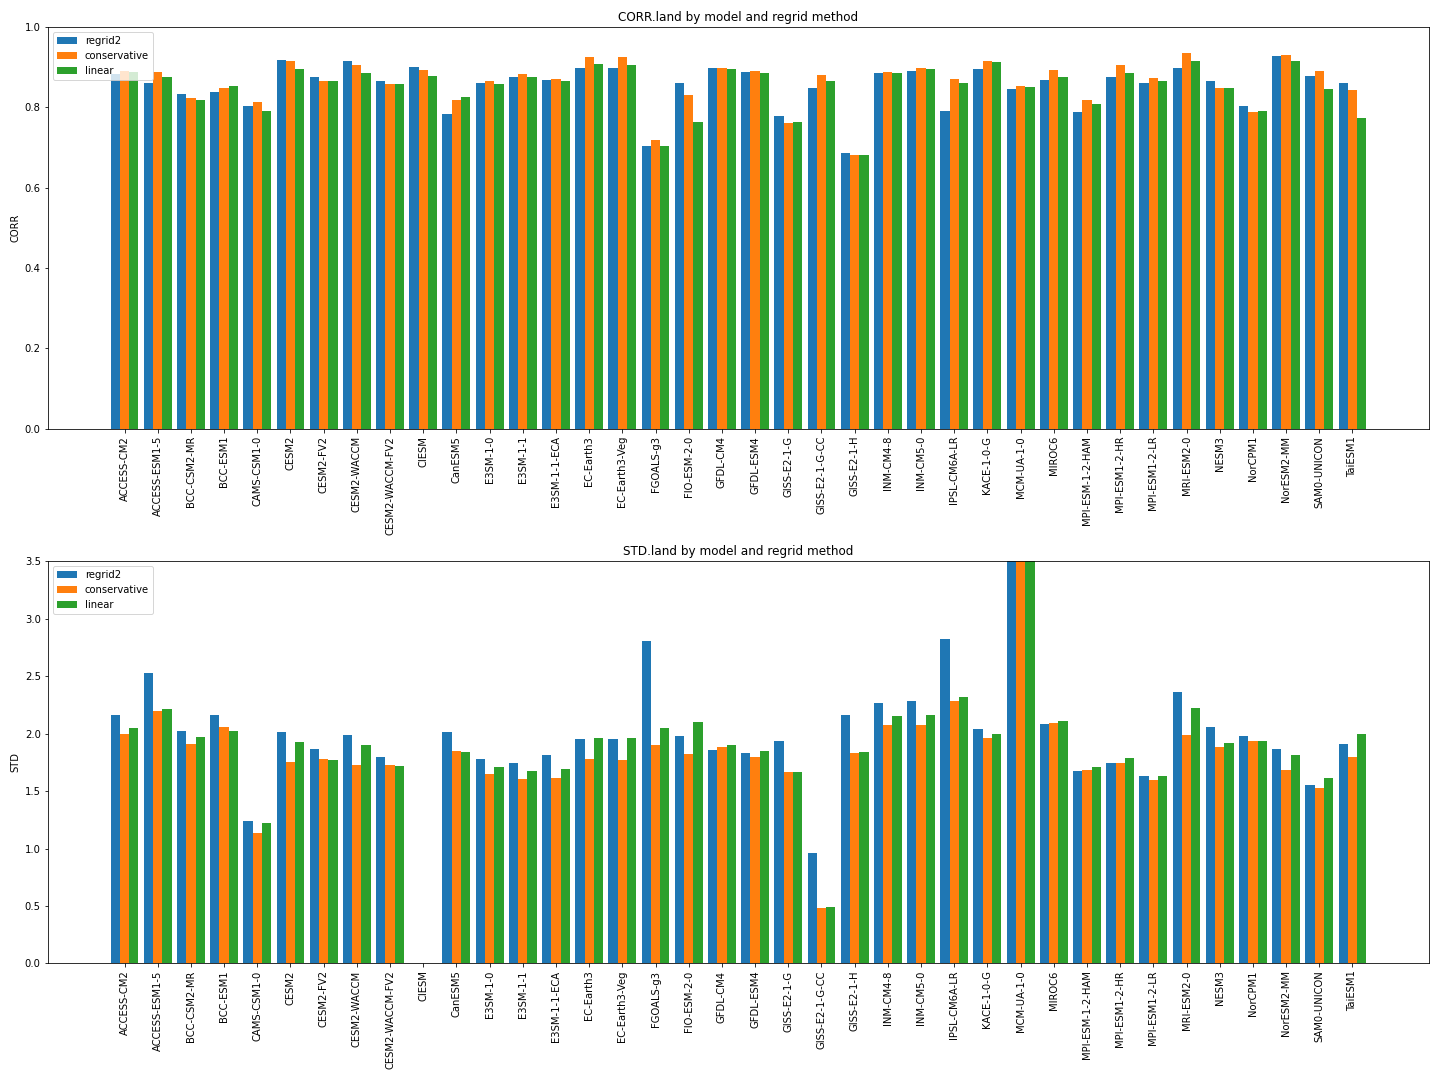 CORR.land by model and regrid method
regrid2
conservative
linear
1.0
0.8
0.6
0.4
0.2
0.0
CORR
ACCESS-CM2
ACCESS-ESM1-5
BCC-CSM2-MR
BCC-ESM1
CAMS-CSM1-0
CESM2
CESM2-FV2
CESM2-WACCM
CESM2-WACCM-FV2
CIESM
CanESM5
E3SM-1-0
E3SM-1-1
E3SM-1-1-ECA
EC-Earth3
EC-Earth3-Veg
FGOALS-g3
FIO-ESM-2-0
GFDL-CM4
GFDL-ESM4
GISS-E2-1-G
GISS-E2-1-G-CC
GISS-E2-1-H
INM-CM4-8
INM-CM5-0
IPSL-CM6A-LR
KACE-1-0-G
MCM-UA-1-0
MIROC6
MPI-ESM-1-2-HAM
MPI-ESM1-2-HR
MPI-ESM1-2-LR
MRI-ESM2-0
NESM3
NorCPM1
NorESM2-MM
SAM0-UNICON
TaiESM1
STD.land by model and regrid method
regrid2
conservative
linear
3.5
3.0
2.5
2.0
1.5
1.0
0.5
0.0
STD
ACCESS-CM2
ACCESS-ESM1-5
BCC-CSM2-MR
BCC-ESM1
CAMS-CSM1-0
CESM2
CESM2-FV2
CESM2-WACCM
CESM2-WACCM-FV2
CIESM
CanESM5
E3SM-1-0
E3SM-1-1
E3SM-1-1-ECA
EC-Earth3
EC-Earth3-Veg
FGOALS-g3
FIO-ESM-2-0
GFDL-CM4
GFDL-ESM4
GISS-E2-1-G
GISS-E2-1-G-CC
GISS-E2-1-H
INM-CM4-8
INM-CM5-0
IPSL-CM6A-LR
KACE-1-0-G
MCM-UA-1-0
MIROC6
MPI-ESM-1-2-HAM
MPI-ESM1-2-HR
MPI-ESM1-2-LR
MRI-ESM2-0
NESM3
NorCPM1
NorESM2-MM
SAM0-UNICON
TaiESM1